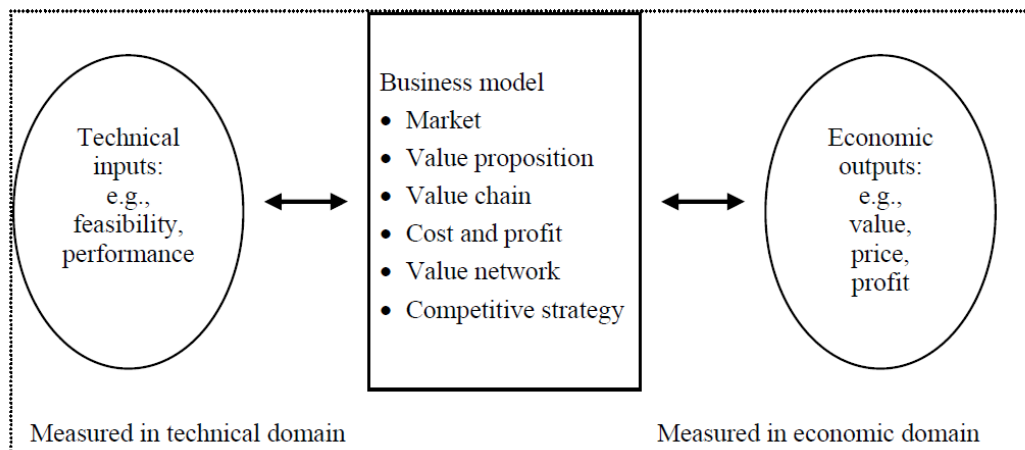 Technical
inputs:
e.g.,
feasibility,
performance
Business model
• Market
• Value proposition
• Value chain
• Cost and profit
• Value network
• Competitive strategy
Economic
outputs:
e.g.,
value,
price,
profit
Measured in technical domain
Measured in economic domain